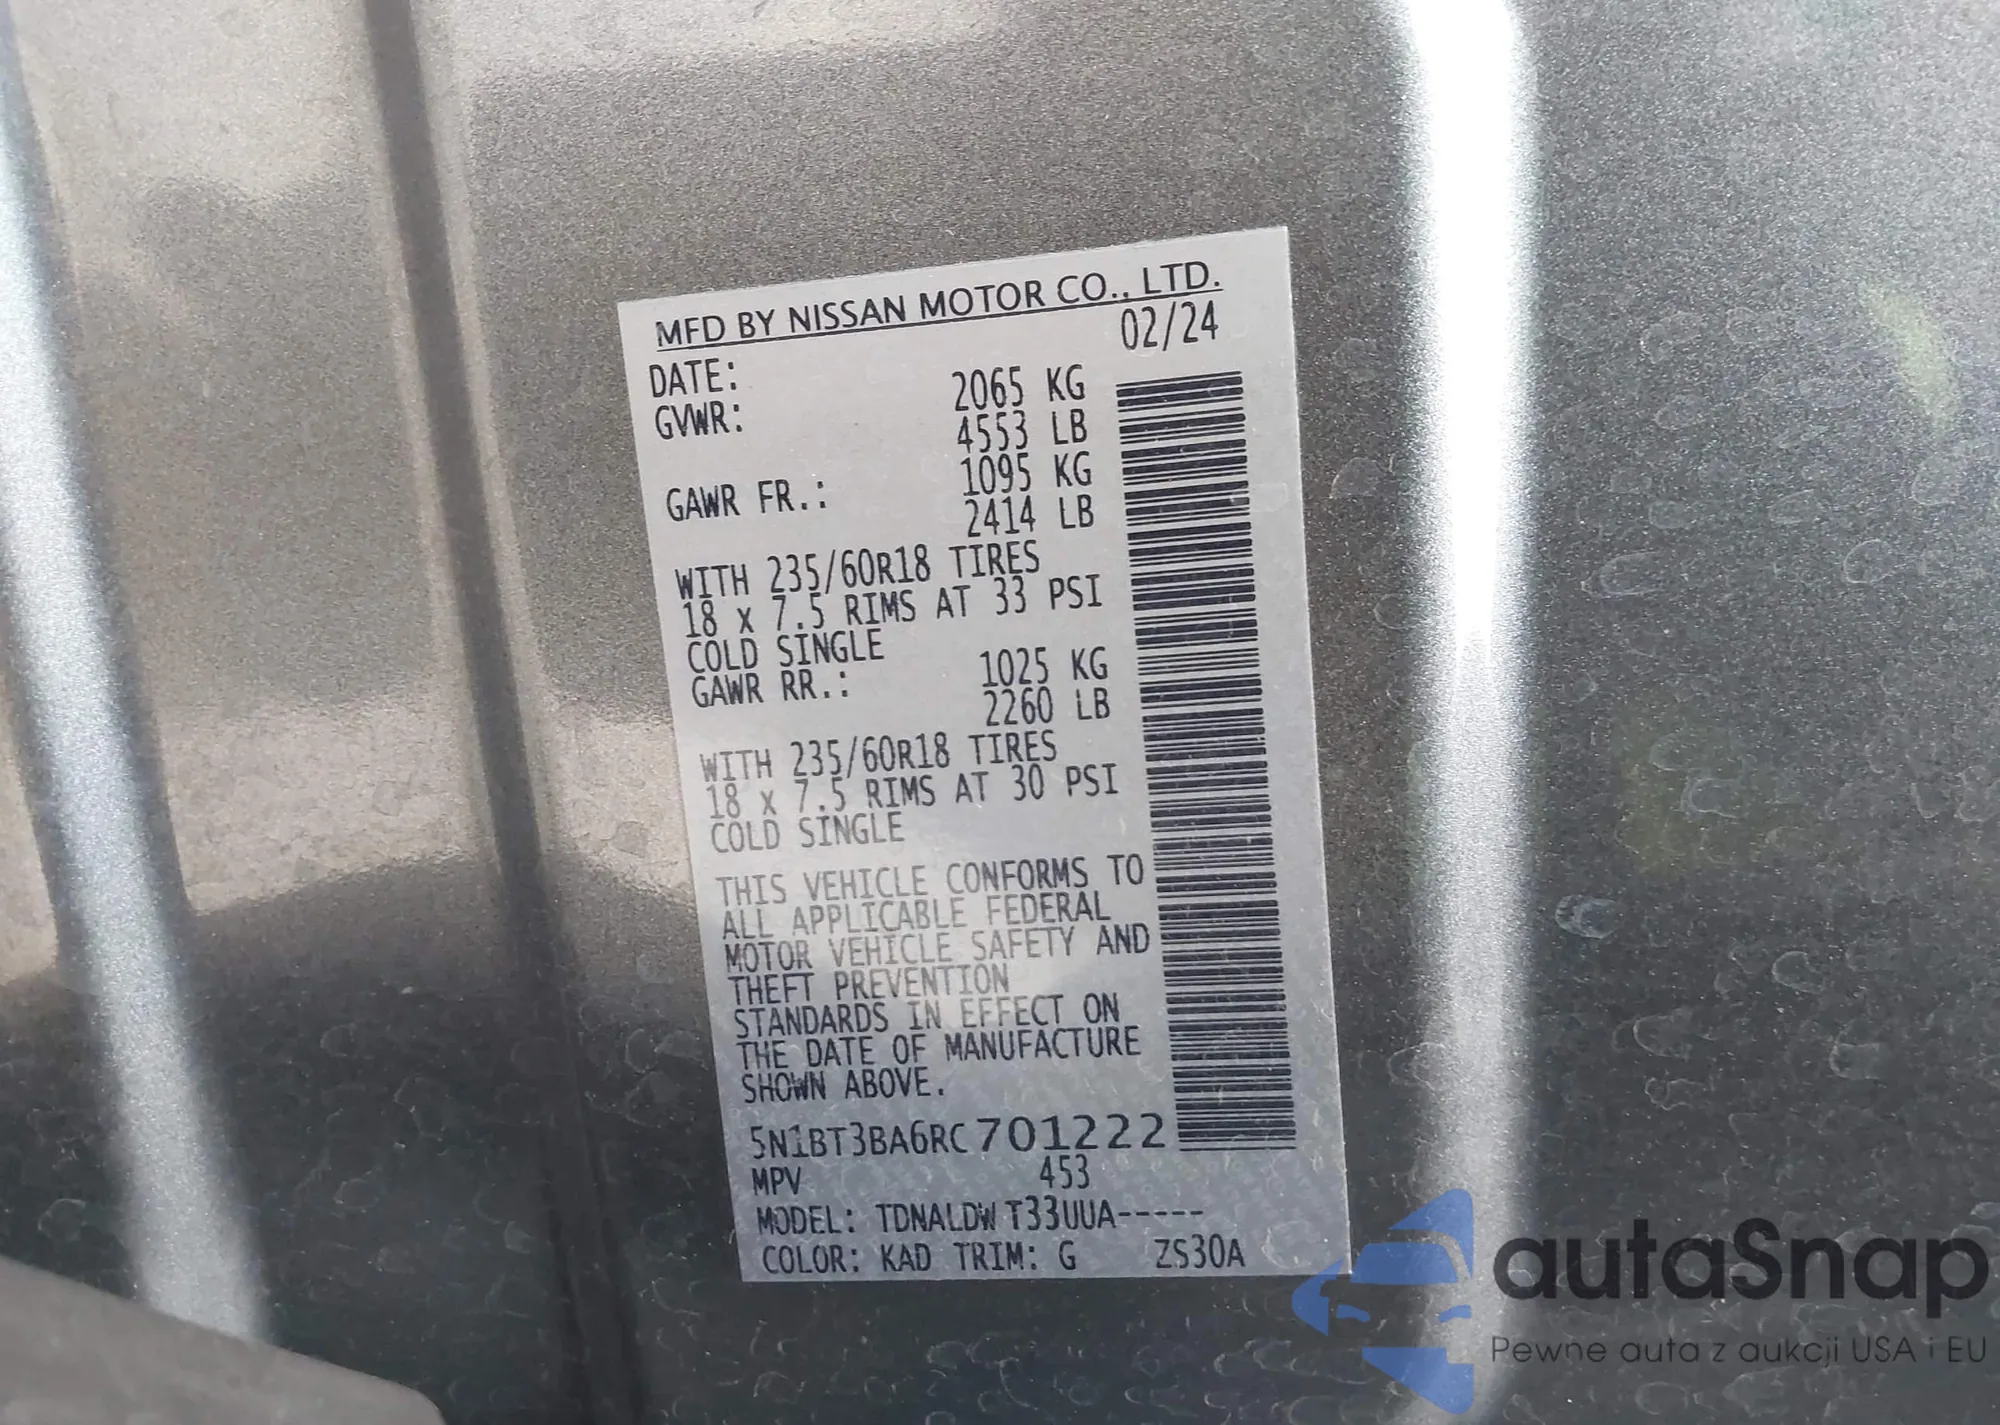 MFD BY NISSAN MOTOR CO., LTD.
DATE: 02/24
GVWR: 2065 KG
4553 LB
GAWR FR.: 1095 KG
2414 LB
WITH 235/60R18 TIRES
18 x 7.5 RIMS AT 33 PSI
COLD SINGLE
GAWR RR.: 1025 KG
2260 LB
WITH 235/60R18 TIRES
18 x 7.5 RIMS AT 30 PSI
COLD SINGLE
THIS VEHICLE CONFORMS TO
ALL APPLICABLE FEDERAL
MOTOR VEHICLE SAFETY AND
THEFT PREVENTION
STANDARDS IN EFFECT ON
THE DATE OF MANUFACTURE
SHOWN ABOVE.
5N1BT3BA6RC701222
MPV 453
MODEL: TDNALDW T33UUA-----
COLOR: KAD TRIM: G ZS30A
autaSnap
Pewne auta z aukcji USA i EU